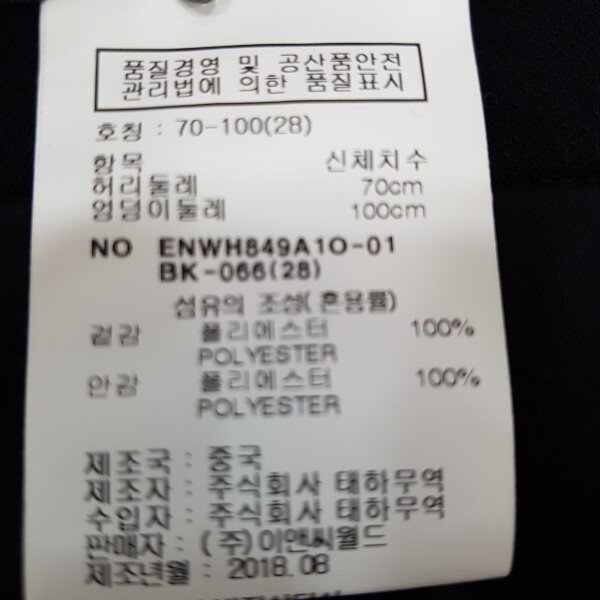 품질경영 및 공산품안전
관리법에 의한 품질표시
호칭 : 70-100(28)
항목 신체치수
허리둘레 70cm
엉덩이둘레 100cm
NO ENWH849A10-01
BK-066(28)
섬유의 조성(혼용률)
겉감 폴리에스터 100%
POLYESTER
안감 폴리에스터 100%
POLYESTER
제조국 : 중국
제조자 : 주식회사 태하무역
수입자 : 주식회사 태하무역
판매자 : (주)이앤씨월드
제조년월 : 2018.08